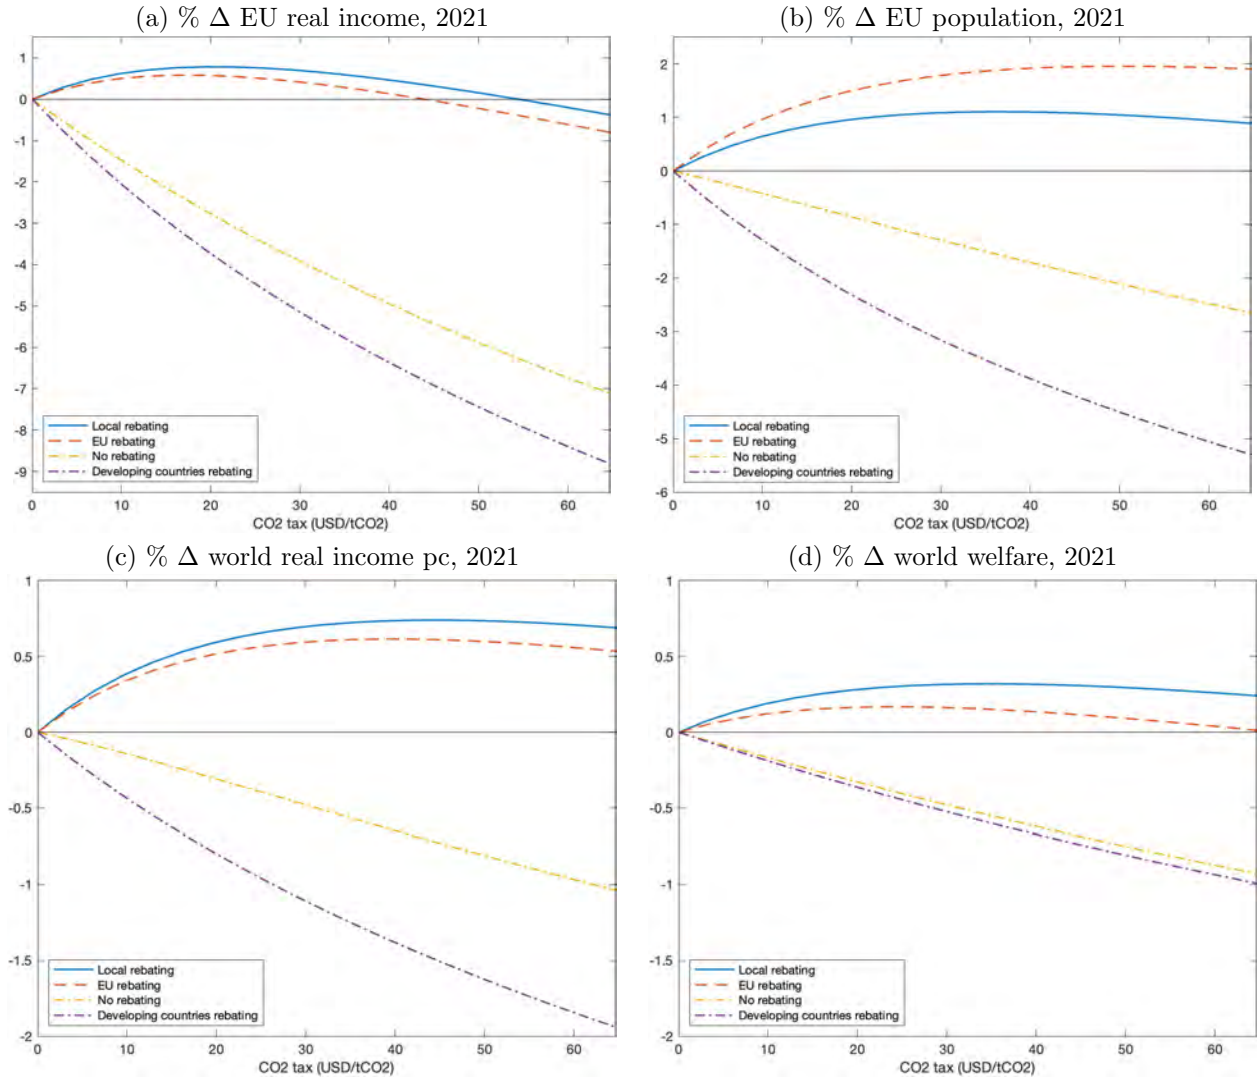 (a) % Δ EU real income, 2021
1
0
-1
-2
-3
-4
-5
-6
-7
-8
-9
Local rebating
EU rebating
No rebating
Developing countries rebating
0 10 20 30 40 50 60
CO2 tax (USD/tCO2)
(b) % Δ EU population, 2021
2
1
0
-1
-2
-3
-4
-5
-6
Local rebating
EU rebating
No rebating
Developing countries rebating
0 10 20 30 40 50 60
CO2 tax (USD/tCO2)
(c) % Δ world real income pc, 2021
1
0.5
0
-0.5
-1
-1.5
-2
Local rebating
EU rebating
No rebating
Developing countries rebating
0 10 20 30 40 50 60
CO2 tax (USD/tCO2)
(d) % Δ world welfare, 2021
1
0.5
0
-0.5
-1
-1.5
-2
Local rebating
EU rebating
No rebating
Developing countries rebating
0 10 20 30 40 50 60
CO2 tax (USD/tCO2)